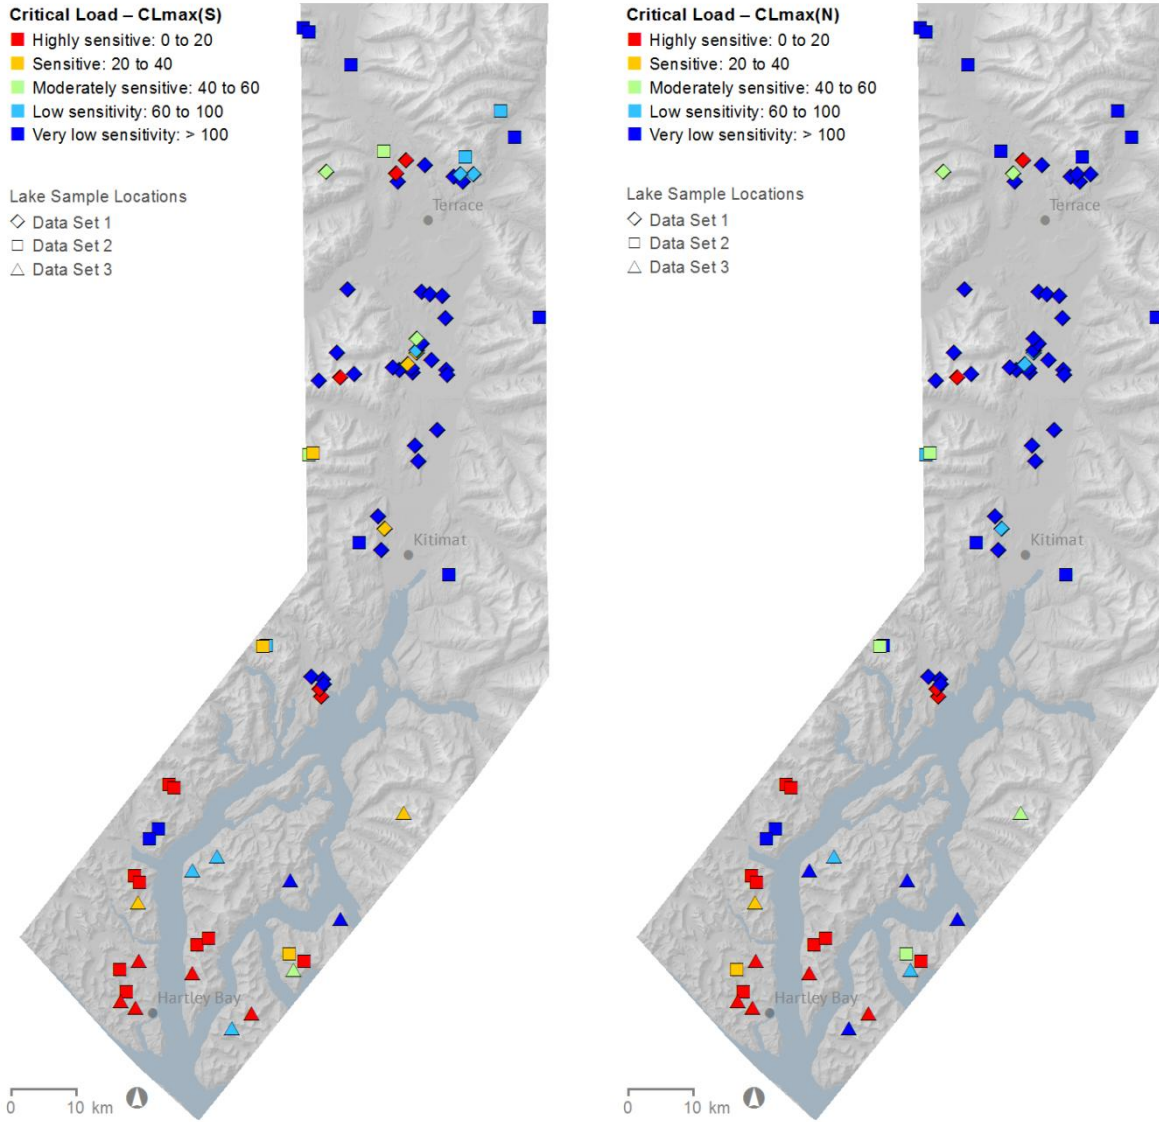 Critical Load – CLmax(S)
Highly sensitive: 0 to 20
Sensitive: 20 to 40
Moderately sensitive: 40 to 60
Low sensitivity: 60 to 100
Very low sensitivity: > 100
Lake Sample Locations
Data Set 1
Data Set 2
Data Set 3
Terrace
Kitimat
Hartley Bay
0 10 km
Critical Load – CLmax(N)
Highly sensitive: 0 to 20
Sensitive: 20 to 40
Moderately sensitive: 40 to 60
Low sensitivity: 60 to 100
Very low sensitivity: > 100
Lake Sample Locations
Data Set 1
Data Set 2
Data Set 3
Terrace
Kitimat
Hartley Bay
0 10 km